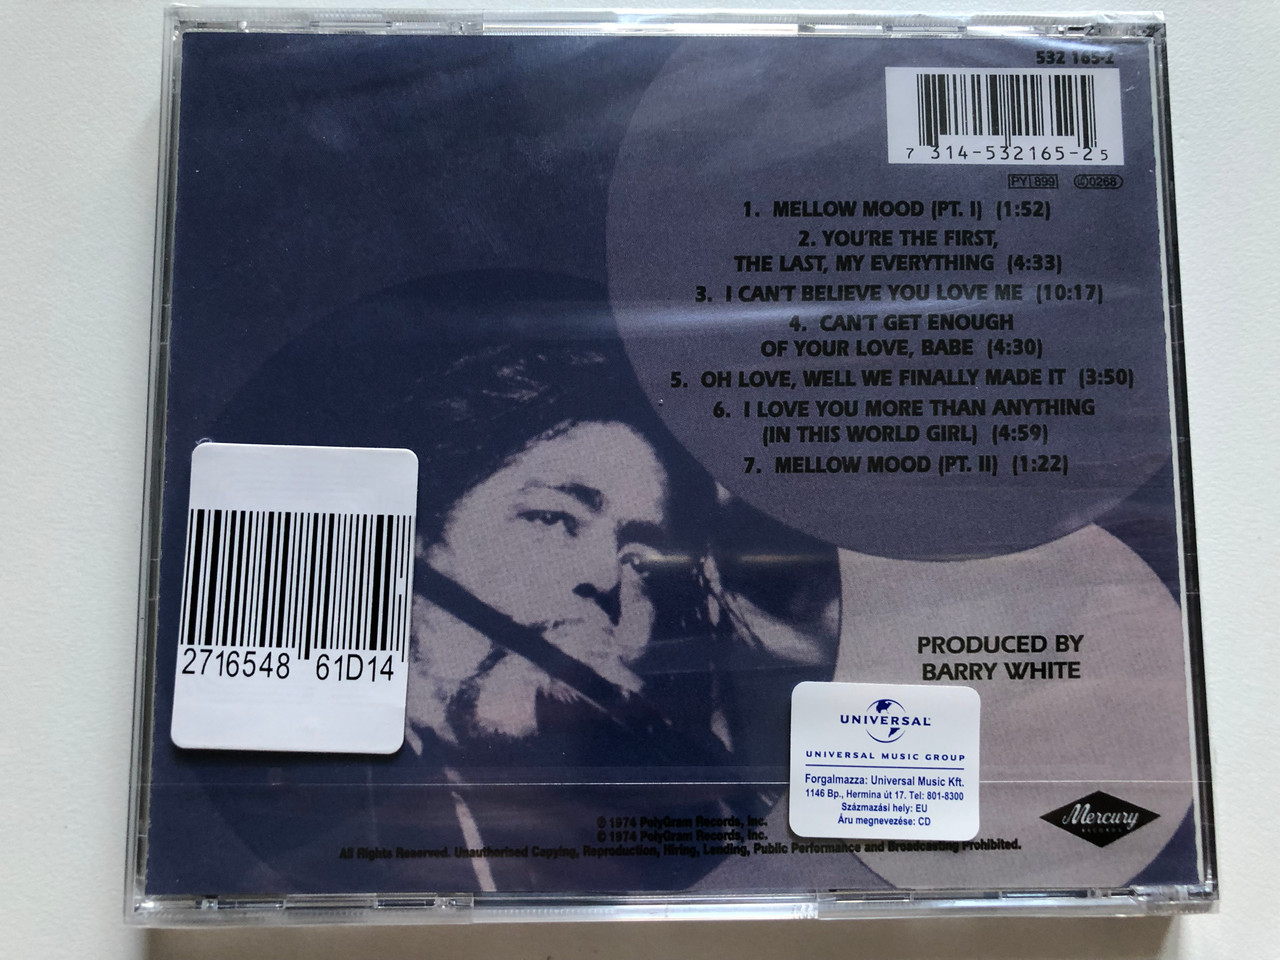 532 165-2
7 314-532165-2 5
PY 899
0268
1. MELLOW MOOD (PT. I) (1:52)
2. YOU'RE THE FIRST,
THE LAST, MY EVERYTHING (4:33)
3. I CAN'T BELIEVE YOU LOVE ME (10:17)
4. CAN'T GET ENOUGH
OF YOUR LOVE, BABE (4:30)
5. OH LOVE, WELL WE FINALLY MADE IT (3:50)
6. I LOVE YOU MORE THAN ANYTHING
(IN THIS WORLD GIRL) (4:59)
7. MELLOW MOOD (PT. II) (1:22)
2716548 61D14
PRODUCED BY
BARRY WHITE
UNIVERSAL
UNIVERSAL MUSIC GROUP
Forgalmazza: Universal Music Kft.
1146 Bp., Hermina út 17. Tel: 801-8300
Származási hely: EU
Áru megnevezése: CD
Mercury
RECORDS
℗ 1974 PolyGram Records, Inc.
© 1974 PolyGram Records, Inc.
All Rights Reserved. Unauthorised Copying, Reproduction, Hiring, Lending, Public Performance and Broadcasting Prohibited.